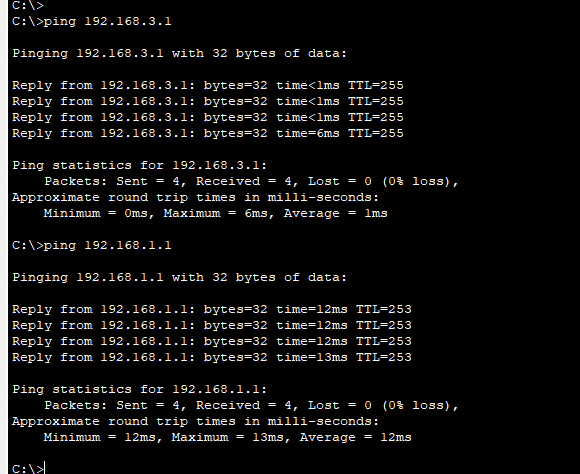 C:\>
C:\>ping 192.168.3.1
Pinging 192.168.3.1 with 32 bytes of data:
Reply from 192.168.3.1: bytes=32 time<1ms TTL=255
Reply from 192.168.3.1: bytes=32 time<1ms TTL=255
Reply from 192.168.3.1: bytes=32 time<1ms TTL=255
Reply from 192.168.3.1: bytes=32 time=6ms TTL=255
Ping statistics for 192.168.3.1:
    Packets: Sent = 4, Received = 4, Lost = 0 (0% loss),
Approximate round trip times in milli-seconds:
    Minimum = 0ms, Maximum = 6ms, Average = 1ms
C:\>ping 192.168.1.1
Pinging 192.168.1.1 with 32 bytes of data:
Reply from 192.168.1.1: bytes=32 time=12ms TTL=253
Reply from 192.168.1.1: bytes=32 time=12ms TTL=253
Reply from 192.168.1.1: bytes=32 time=12ms TTL=253
Reply from 192.168.1.1: bytes=32 time=13ms TTL=253
Ping statistics for 192.168.1.1:
    Packets: Sent = 4, Received = 4, Lost = 0 (0% loss),
Approximate round trip times in milli-seconds:
    Minimum = 12ms, Maximum = 13ms, Average = 12ms
C:\>